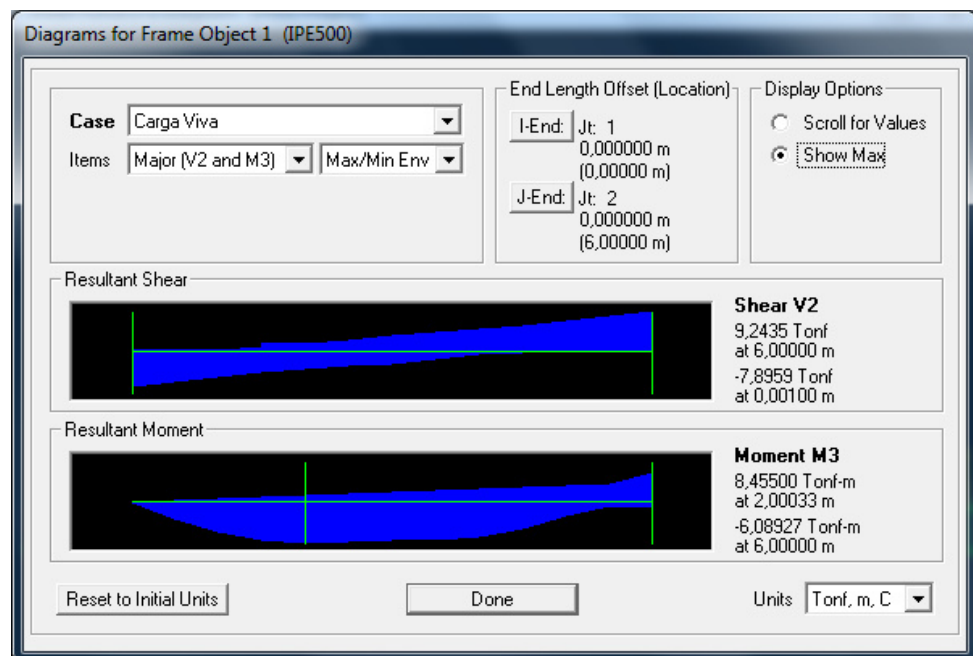 Diagrams for Frame Object 1 (IPE500)
Case Carga Viva
Items Major (V2 and M3) Max/Min Env
End Length Offset (Location)
I-End: Jt: 1
0,000000 m
(0,00000 m)
J-End: Jt: 2
0,000000 m
(6,00000 m)
Display Options
Scroll for Values
Show Max
Resultant Shear
Shear V2
9,2435 Tonf
at 6,00000 m
-7,8959 Tonf
at 0,00100 m
Resultant Moment
Moment M3
8,45500 Tonf-m
at 2,00033 m
-6,08927 Tonf-m
at 6,00000 m
Reset to Initial Units Done Units Tonf, m, C